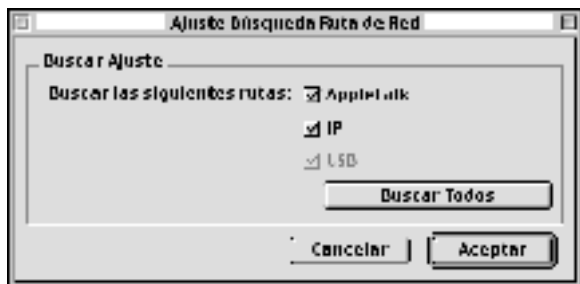 Ajuste Búsqueda Ruta de Red
Buscar Ajuste
Buscar las siguientes rutas: AppleTalk
IP
USB
Buscar Todos
Cancelar Aceptar